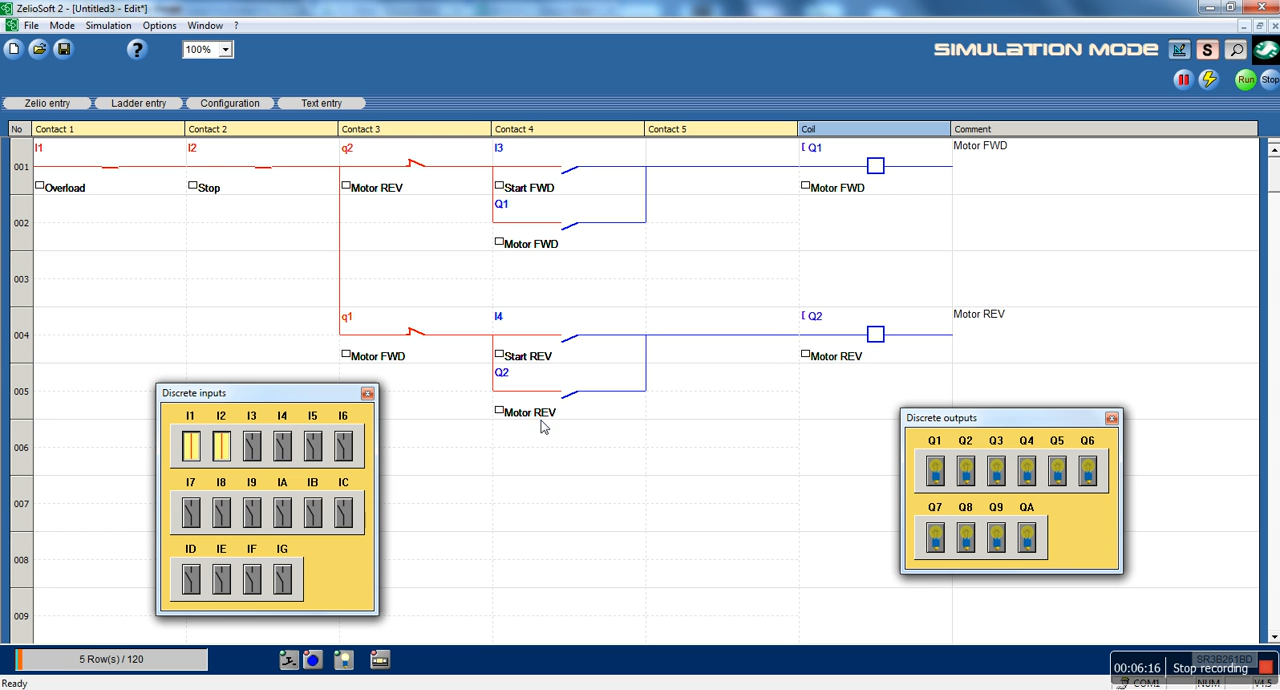 ZelioSoft 2 - [Untitled3 - Edit*]
File Mode Simulation Options Window ?
100%
SIMULATION MODE
S
Run Stop
Zelio entry Ladder entry Configuration Text entry
No Contact 1 Contact 2 Contact 3 Contact 4 Contact 5 Coil Comment
I1 I2 q2 I3 [ Q1 Motor FWD
001
Overload Stop Motor REV Start FWD Motor FWD
Q1
002
Motor FWD
003
q1 I4 [ Q2 Motor REV
004
Motor FWD Start REV Motor REV
Q2
005
Motor REV
006
007
008
009
Discrete inputs
I1 I2 I3 I4 I5 I6
I7 I8 I9 IA IB IC
ID IE IF IG
Discrete outputs
Q1 Q2 Q3 Q4 Q5 Q6
Q7 Q8 Q9 QA
5 Row(s) / 120
SR3B261BD
00:06:16 Stop recording
Ready
COM1 NUM V4.5